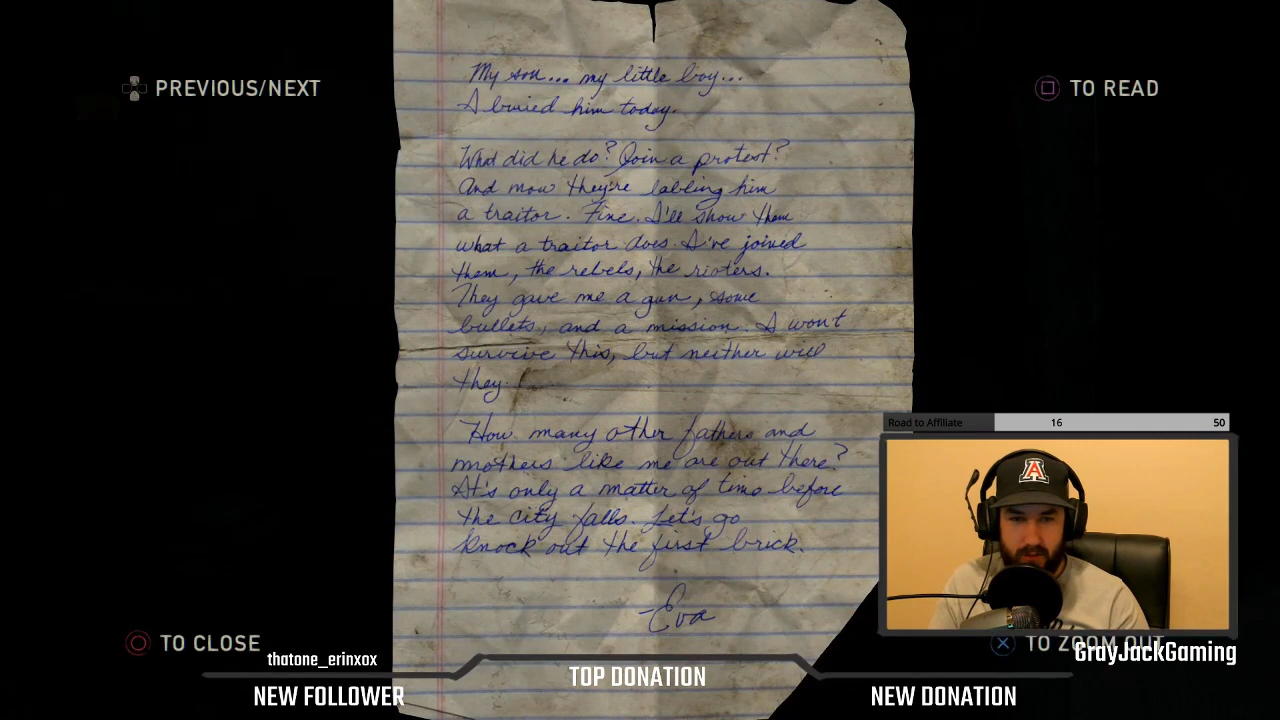 PREVIOUS/NEXT
TO READ
My son... my little boy...
I buried him today.
What did he do? Join a protest?
And now they're labling him
a traitor. Fine. I'll show them
what a traitor does. I've joined
them, the rebels, the rioters.
They gave me a gun, some
bullets, and a mission. I won't
survive this, but neither will
they.
How many other fathers and
mothers like me are out there?
It's only a matter of time before
the city falls. Let's go
knock out the first brick.
-Eva
Road to Affiliate 16 50
A
TO CLOSE
TO ZOOM OUT
GrayJackGaming
thatone_erinxox
NEW FOLLOWER
TOP DONATION
NEW DONATION